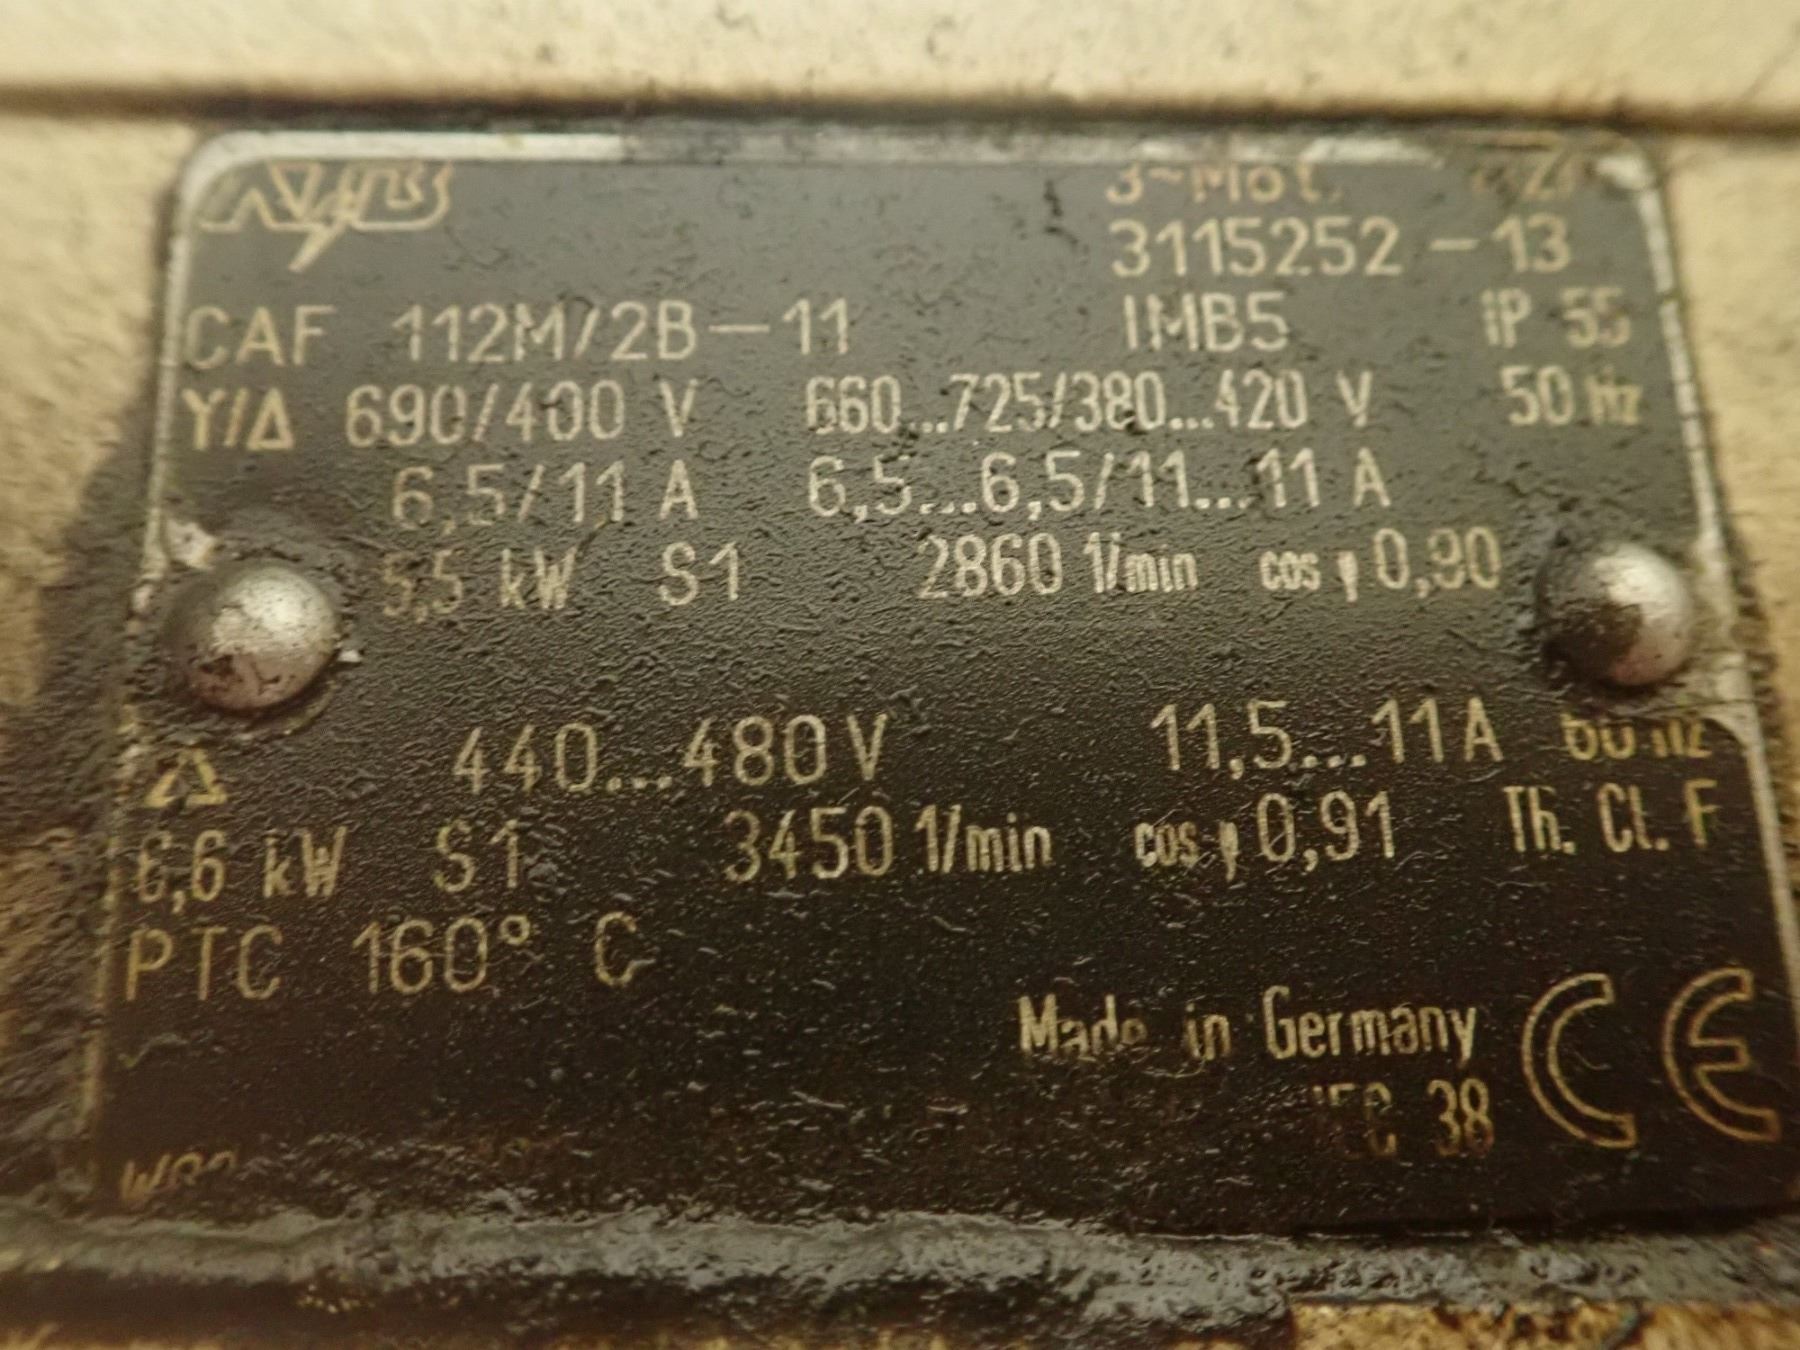 3~Mot.
3115252-13
CAF 112M/2B-11 IMB5 IP 55
Y/Δ 690/400 V 660...725/380...420 V 50 Hz
6,5/11 A 6,5...6,5/11...11 A
5,5 kW S1 2860 1/min cos φ 0,90
Δ 440...480 V 11,5...11 A 60 Hz
6,6 kW S1 3450 1/min cos φ 0,91 Th. Cl. F
PTC 160° C
Made in Germany CE
38